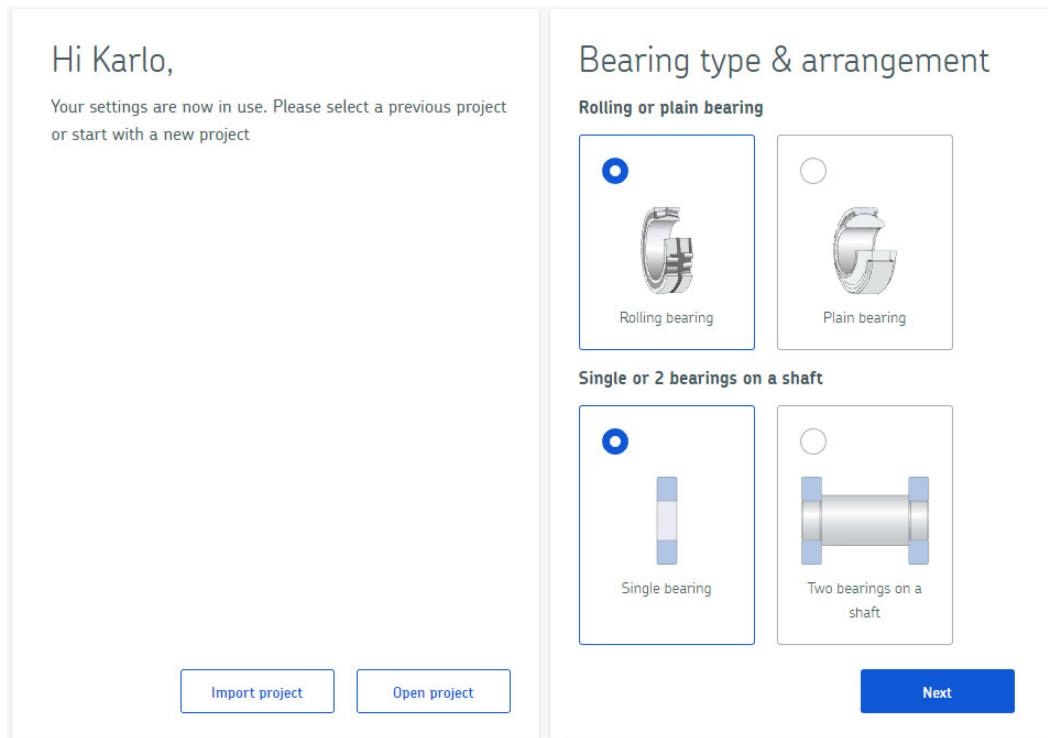 Hi Karlo,
Your settings are now in use. Please select a previous project
or start with a new project
Import project
Open project
Bearing type & arrangement
Rolling or plain bearing
Rolling bearing
Plain bearing
Single or 2 bearings on a shaft
Single bearing
Two bearings on a
shaft
Next